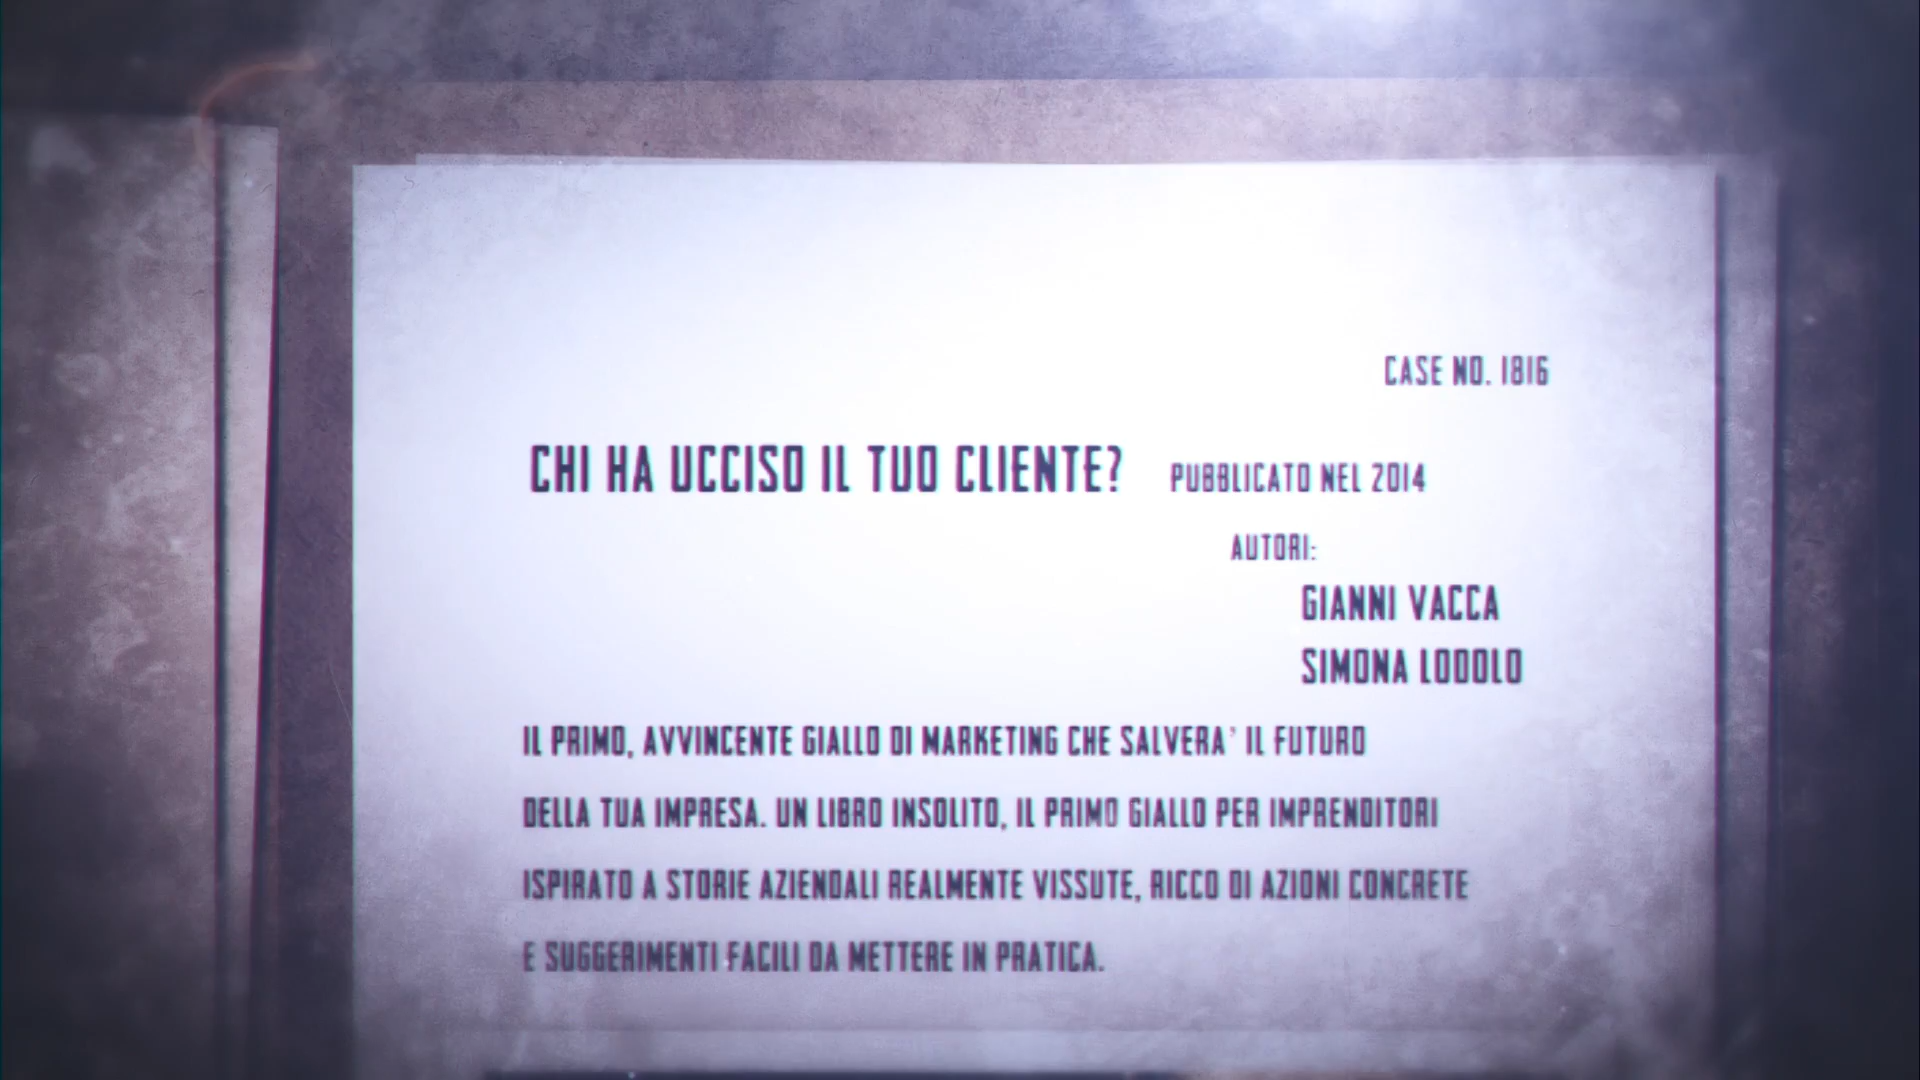 CASE NO. 1816
CHI HA UCCISO IL TUO CLIENTE? PUBBLICATO NEL 2014
AUTORI:
GIANNI VACCA
SIMONA LODOLO
IL PRIMO, AVVINCENTE GIALLO DI MARKETING CHE SALVERA' IL FUTURO
DELLA TUA IMPRESA. UN LIBRO INSOLITO, IL PRIMO GIALLO PER IMPRENDITORI
ISPIRATO A STORIE AZIENDALI REALMENTE VISSUTE, RICCO DI AZIONI CONCRETE
E SUGGERIMENTI FACILI DA METTERE IN PRATICA.